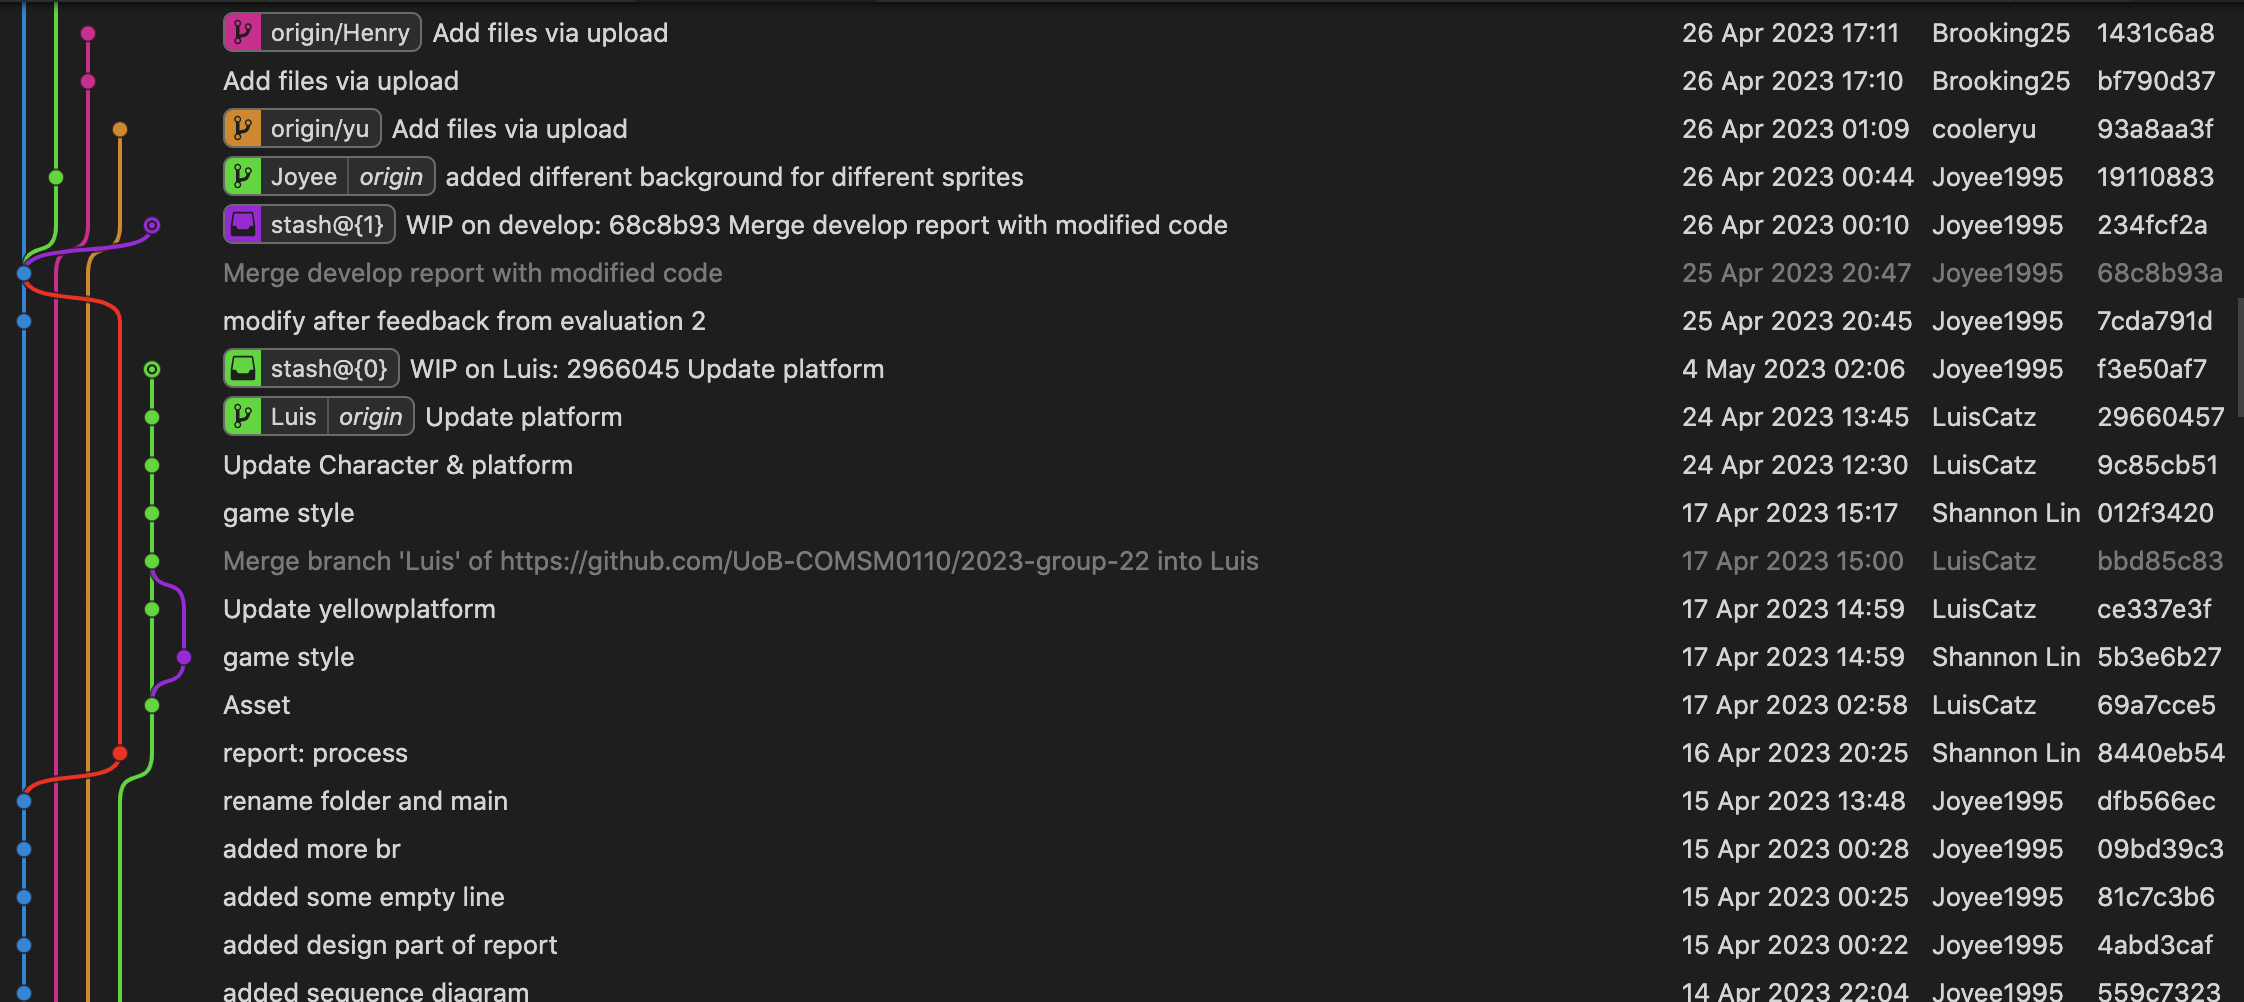 origin/Henry Add files via upload 26 Apr 2023 17:11 Brooking25 1431c6a8
Add files via upload 26 Apr 2023 17:10 Brooking25 bf790d37
origin/yu Add files via upload 26 Apr 2023 01:09 cooleryu 93a8aa3f
Joyee origin added different background for different sprites 26 Apr 2023 00:44 Joyee1995 19110883
stash@{1} WIP on develop: 68c8b93 Merge develop report with modified code 26 Apr 2023 00:10 Joyee1995 234fcf2a
Merge develop report with modified code 25 Apr 2023 20:47 Joyee1995 68c8b93a
modify after feedback from evaluation 2 25 Apr 2023 20:45 Joyee1995 7cda791d
stash@{0} WIP on Luis: 2966045 Update platform 4 May 2023 02:06 Joyee1995 f3e50af7
Luis origin Update platform 24 Apr 2023 13:45 LuisCatz 29660457
Update Character & platform 24 Apr 2023 12:30 LuisCatz 9c85cb51
game style 17 Apr 2023 15:17 Shannon Lin 012f3420
Merge branch 'Luis' of https://github.com/UoB-COMSM0110/2023-group-22 into Luis 17 Apr 2023 15:00 LuisCatz bbd85c83
Update yellowplatform 17 Apr 2023 14:59 LuisCatz ce337e3f
game style 17 Apr 2023 14:59 Shannon Lin 5b3e6b27
Asset 17 Apr 2023 02:58 LuisCatz 69a7cce5
report: process 16 Apr 2023 20:25 Shannon Lin 8440eb54
rename folder and main 15 Apr 2023 13:48 Joyee1995 dfb566ec
added more br 15 Apr 2023 00:28 Joyee1995 09bd39c3
added some empty line 15 Apr 2023 00:25 Joyee1995 81c7c3b6
added design part of report 15 Apr 2023 00:22 Joyee1995 4abd3caf
added sequence diagram 14 Apr 2023 22:04 Joyee1995 559c7323